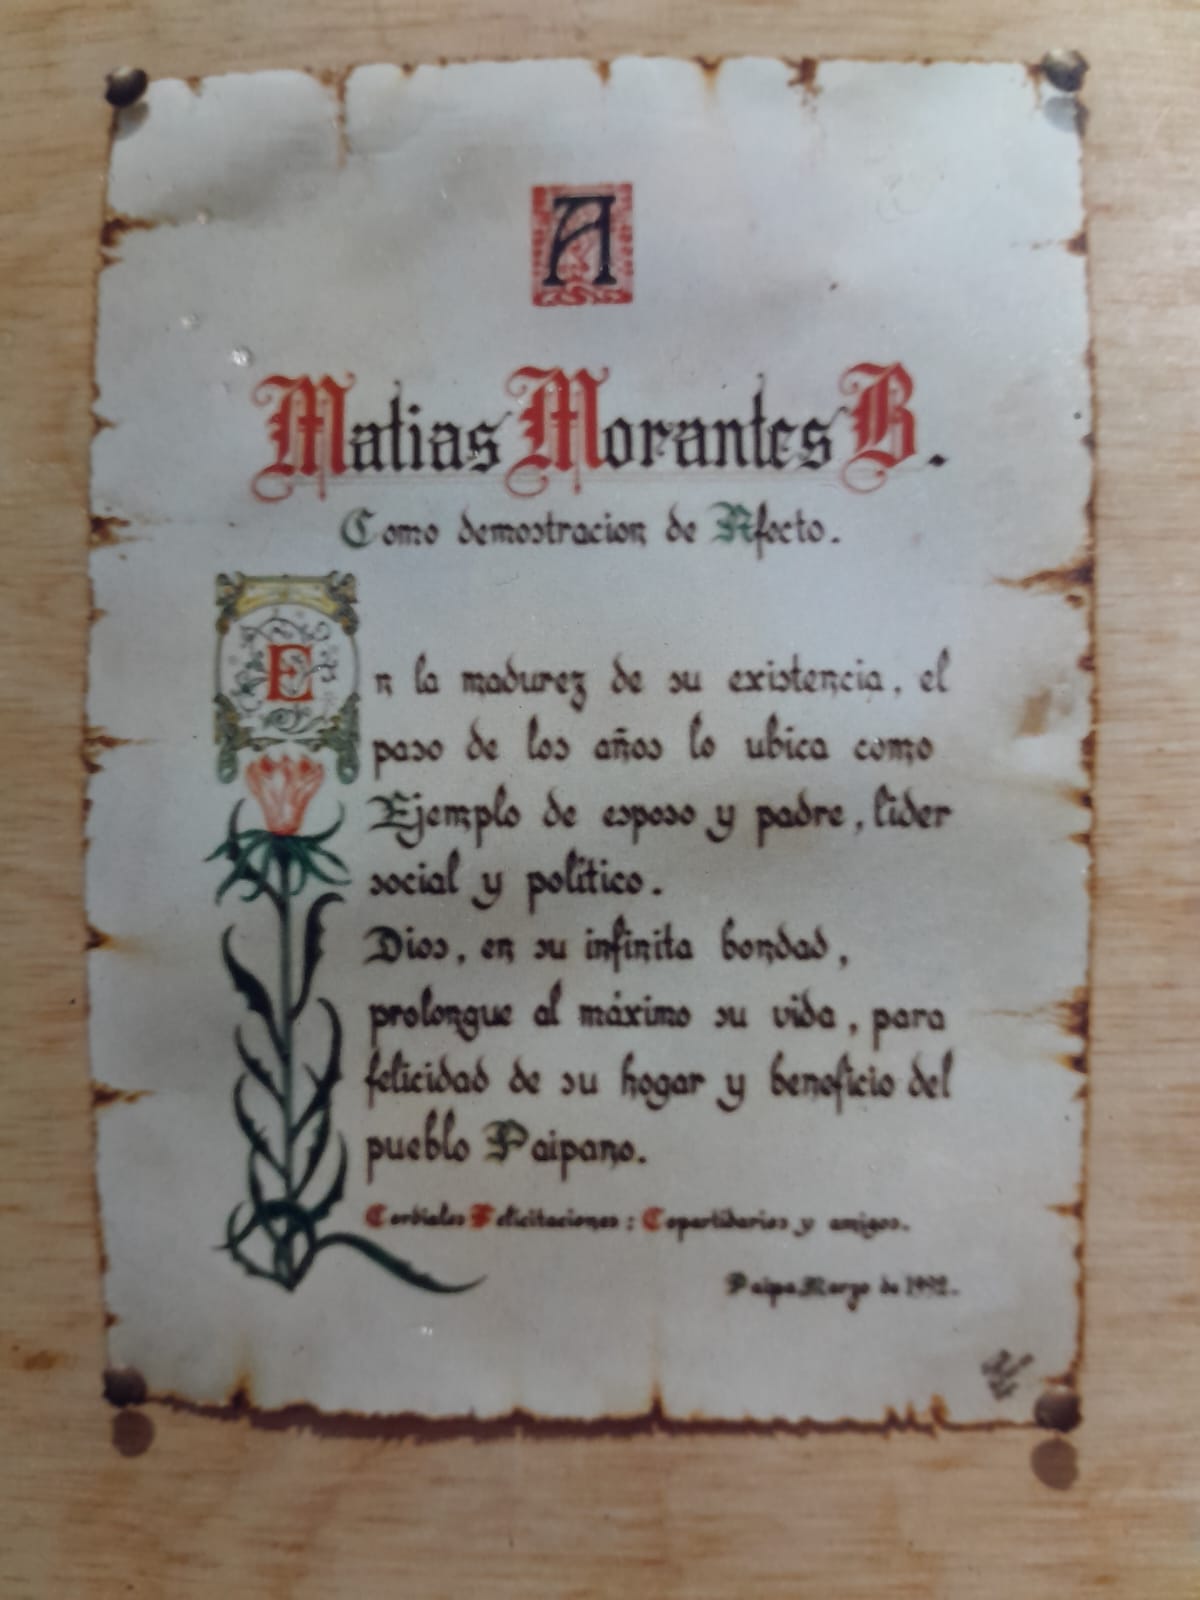 A
Matias Morantes B.
Como demostracion de Afecto.
En la madurez de su existencia, el
paso de los años lo ubica como
Ejemplo de esposo y padre, líder
social y político.
Dios, en su infinita bondad,
prolongue al máximo su vida, para
felicidad de su hogar y beneficio del
pueblo Paipano.
Cordiales Felicitaciones: Copartidarios y amigos.
Paipa Marzo de 1992.